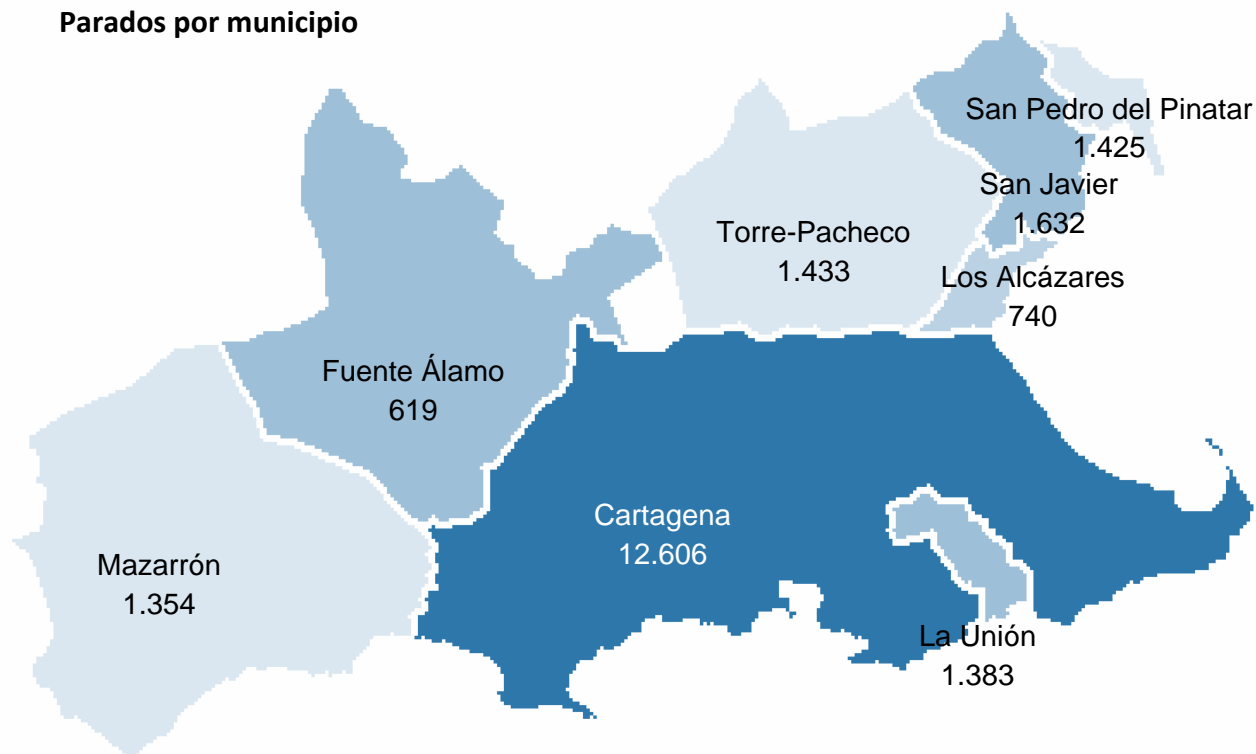 Parados por municipio
San Pedro del Pinatar
1.425
San Javier
1.632
Torre-Pacheco
1.433
Los Alcázares
740
Fuente Álamo
619
Cartagena
12.606
Mazarrón
1.354
La Unión
1.383